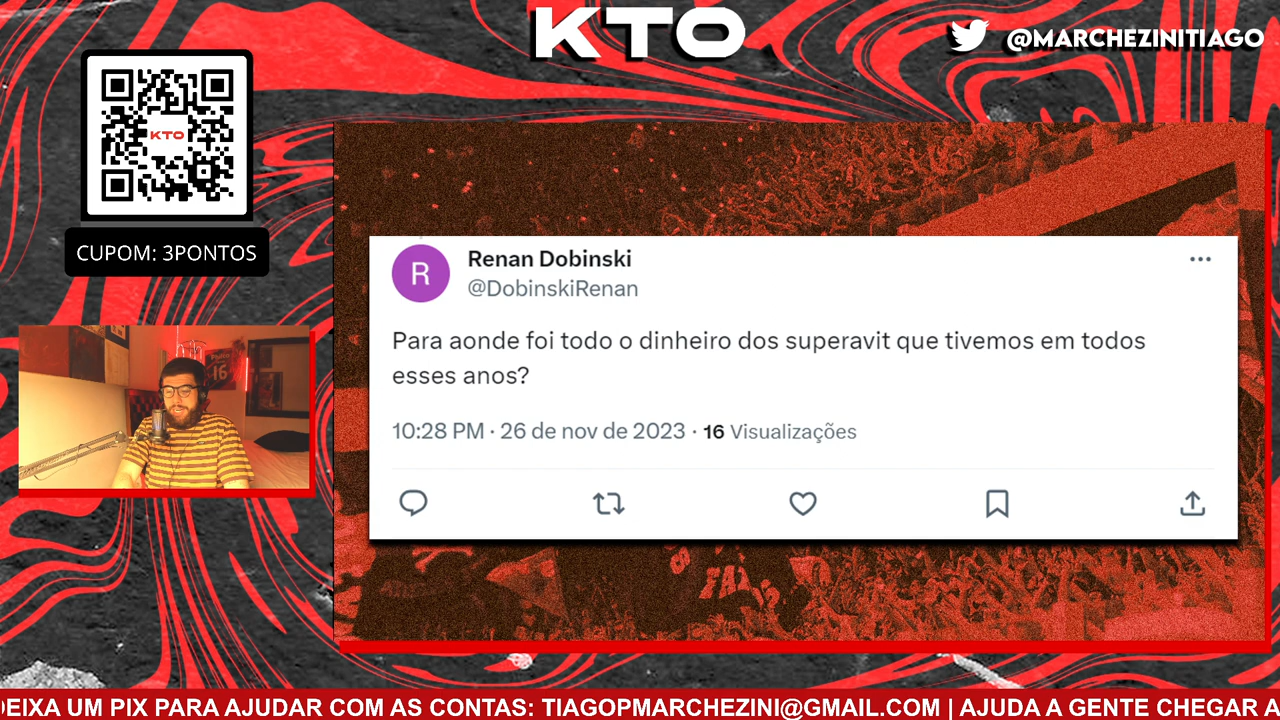 KTO
@MARCHEZINITIAGO
KTO
CUPOM: 3PONTOS
16
R
Renan Dobinski
@DobinskiRenan
Para aonde foi todo o dinheiro dos superavit que tivemos em todos
esses anos?
10:28 PM · 26 de nov de 2023 · 16 Visualizações
EIXA UM PIX PARA AJUDAR COM AS CONTAS: TIAGOPMARCHEZINI@GMAIL.COM | AJUDA A GENTE CHEGAR A